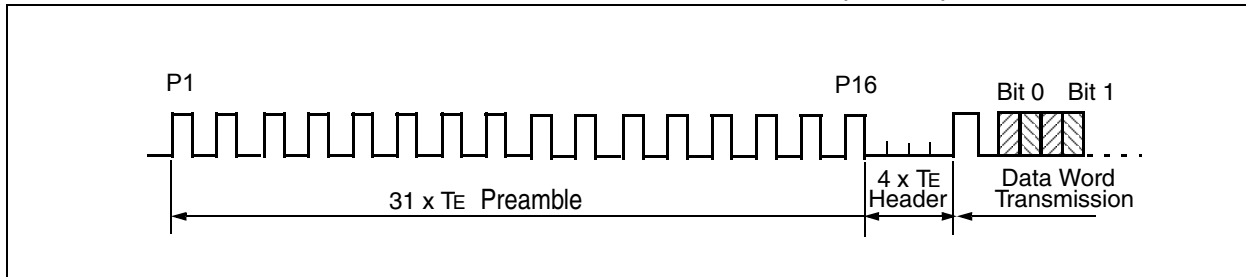 P1
P16
Bit 0 Bit 1
31 x TE Preamble
4 x TE
Header
Data Word
Transmission